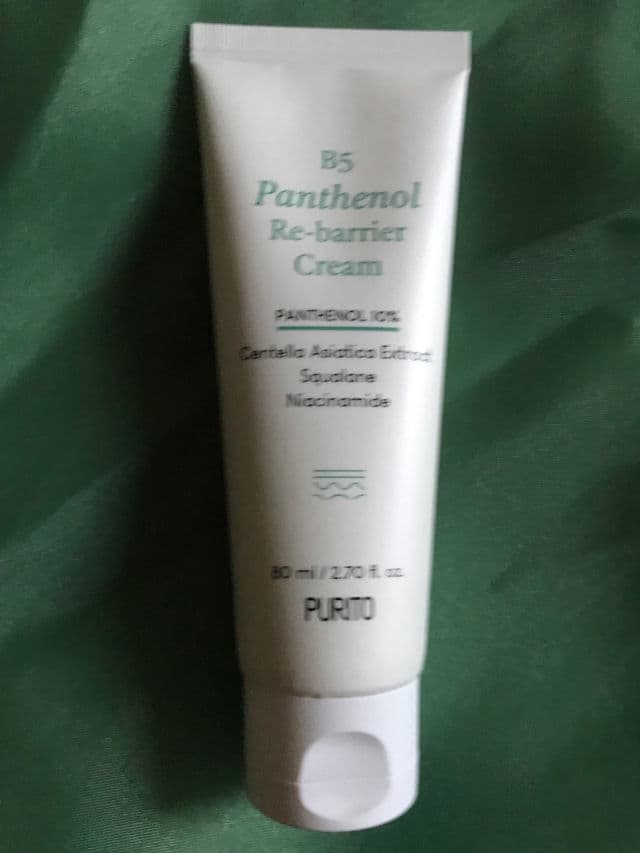 B5
Panthenol
Re-barrier
Cream
PANTHENOL 10%
Centella Asiatica Extract
Squalane
Niacinamide
80 ml / 2.70 fl. oz.
PURITO